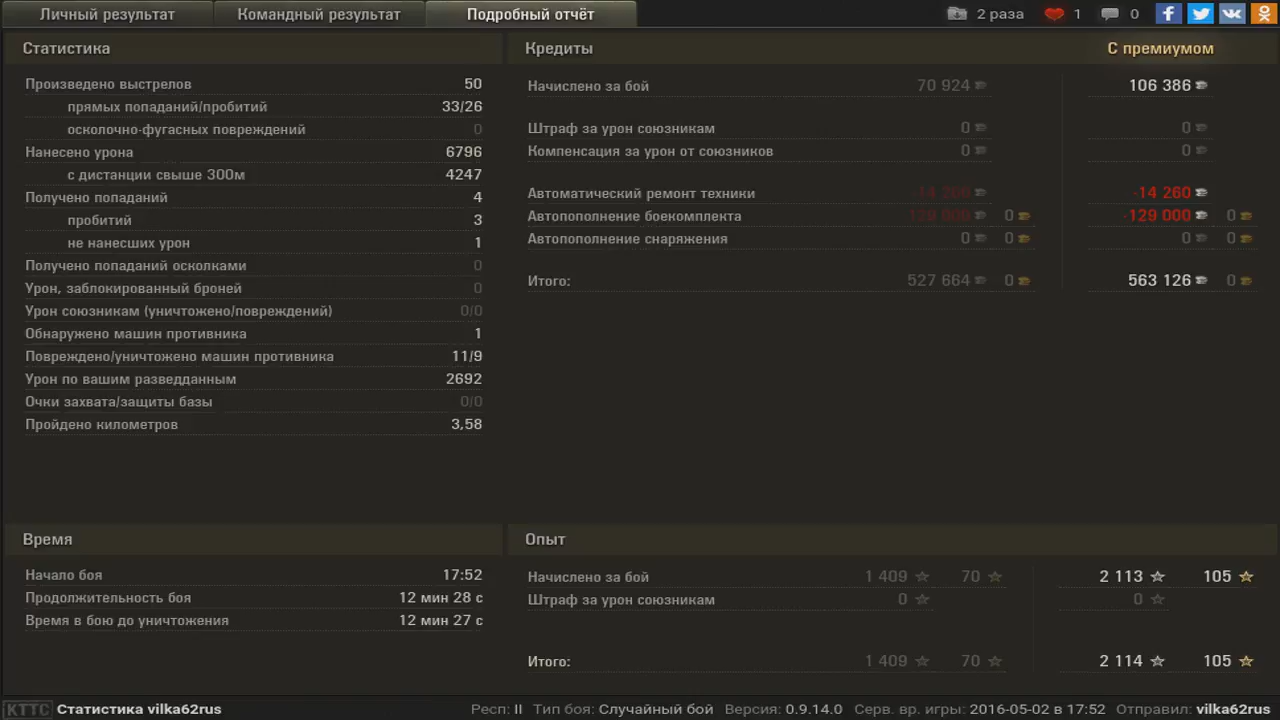 Личный результат Командный результат Подробный отчёт 2 раза 1 0
Статистика
Произведено выстрелов 50
прямых попаданий/пробитий 33/26
осколочно-фугасных повреждений 0
Нанесено урона 6796
с дистанции свыше 300м 4247
Получено попаданий 4
пробитий 3
не нанесших урон 1
Получено попаданий осколками 0
Урон, заблокированный броней 0
Урон союзникам (уничтожено/повреждений) 0/0
Обнаружено машин противника 1
Повреждено/уничтожено машин противника 11/9
Урон по вашим разведданным 2692
Очки захвата/защиты базы 0/0
Пройдено километров 3,58
Кредиты С премиумом
Начислено за бой 70 924 106 386
Штраф за урон союзникам 0 0
Компенсация за урон от союзников 0 0
Автоматический ремонт техники -14 260 -14 260
Автопополнение боекомплекта -129 000 0 -129 000 0
Автопополнение снаряжения 0 0 0 0
Итого: 527 664 0 563 126 0
Время
Начало боя 17:52
Продолжительность боя 12 мин 28 с
Время в бою до уничтожения 12 мин 27 с
Опыт
Начислено за бой 1 409 70 2 113 105
Штраф за урон союзникам 0 0
Итого: 1 409 70 2 114 105
КТТС Статистика vilka62rus Респ: II Тип боя: Случайный бой Версия: 0.9.14.0 Серв. вр. игры: 2016-05-02 в 17:52 Отправил: vilka62rus